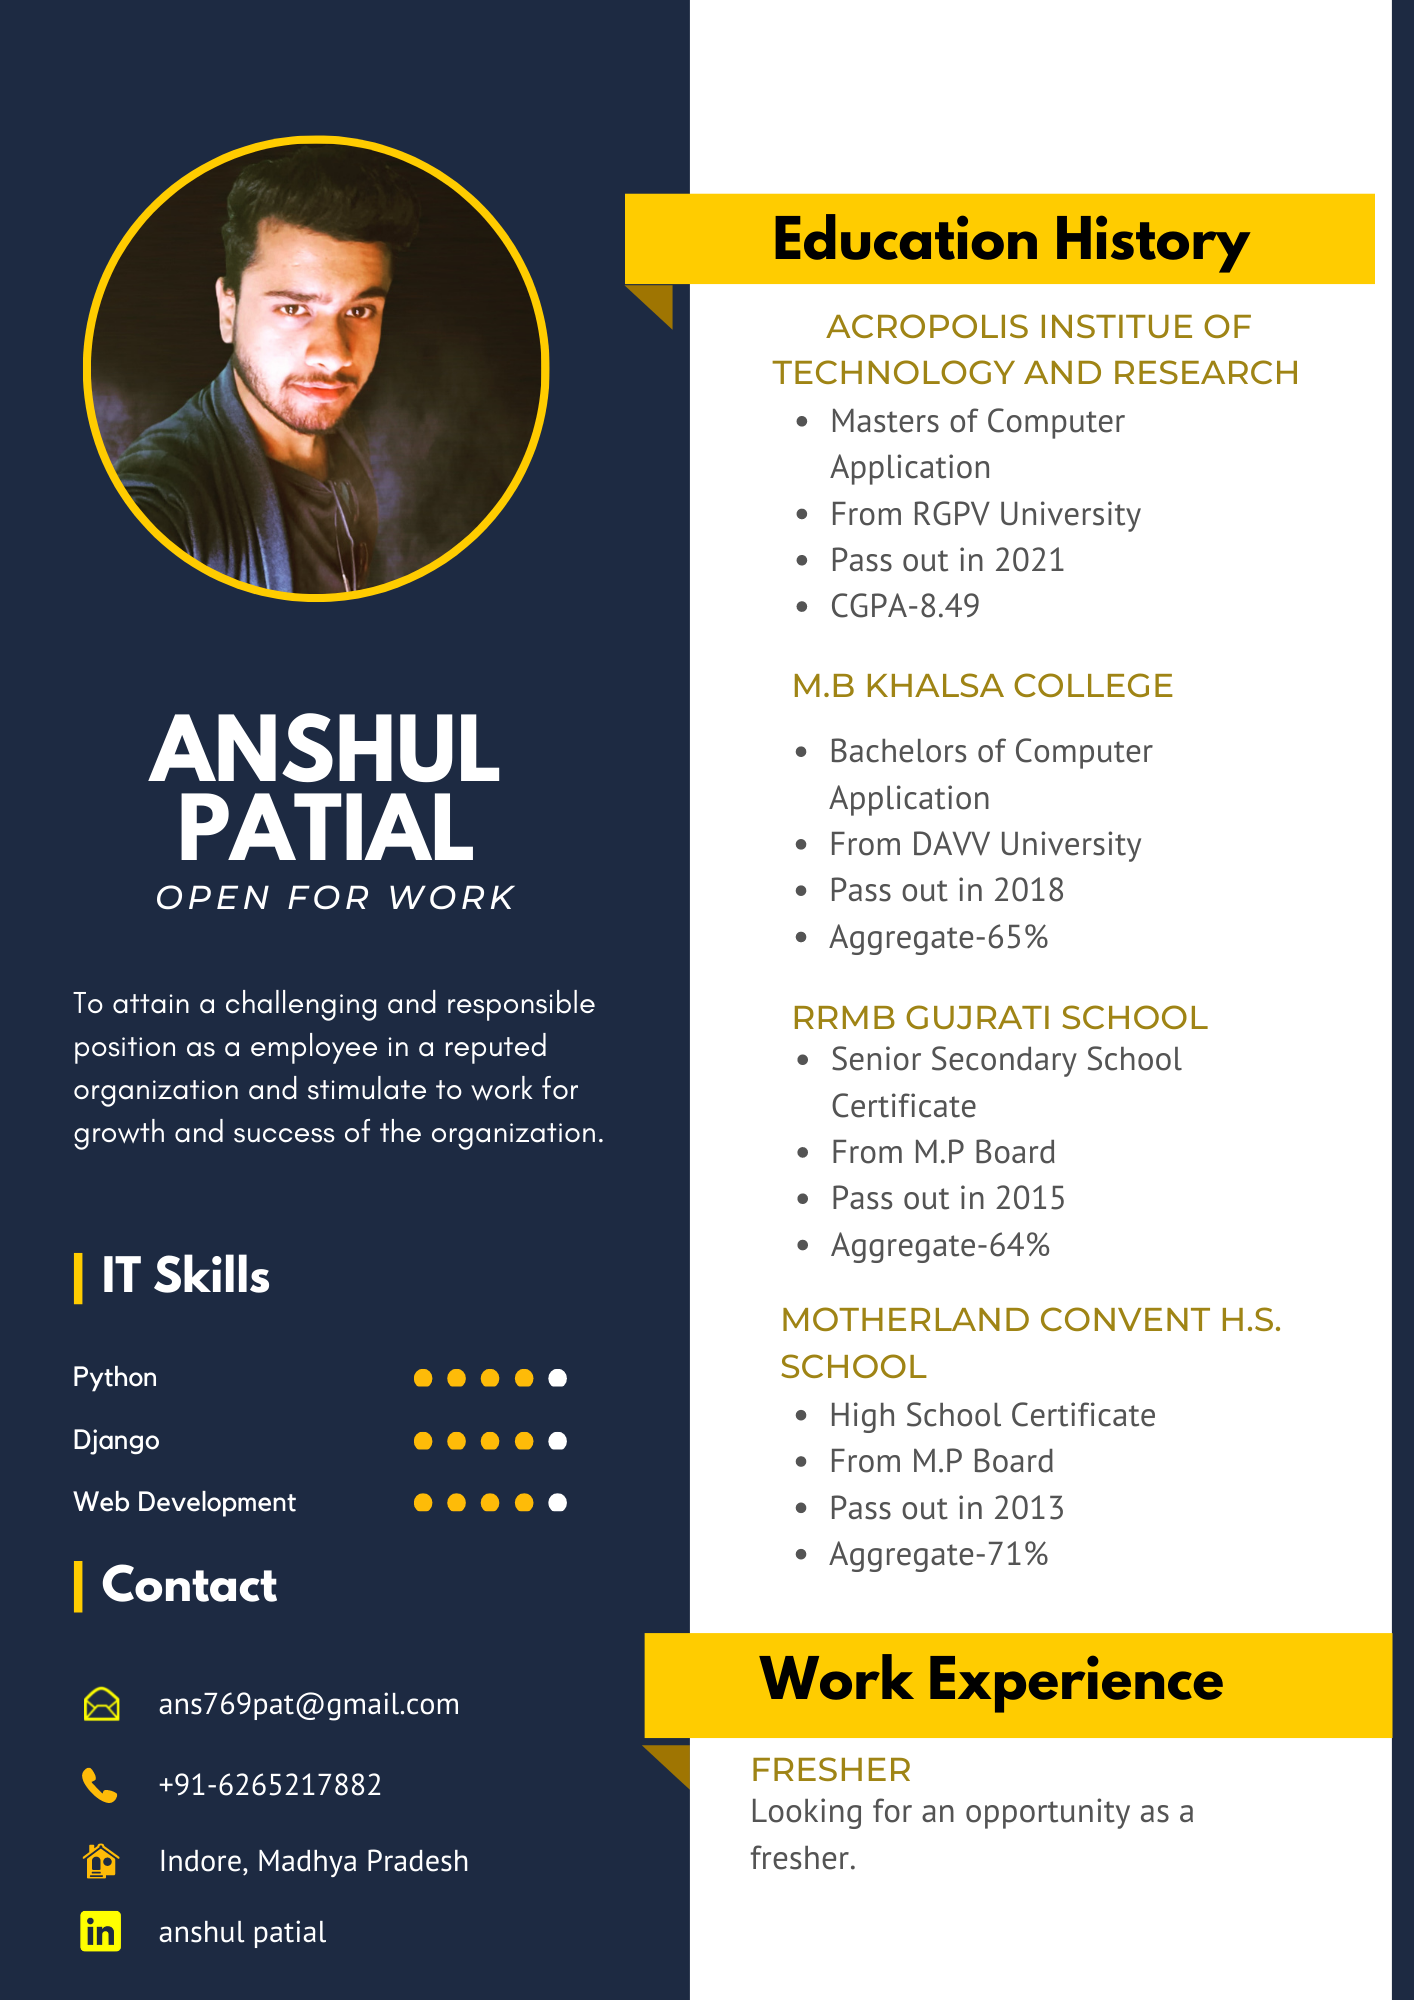 ANSHUL
PATIAL
OPEN FOR WORK
To attain a challenging and responsible
position as a employee in a reputed
organization and stimulate to work for
growth and success of the organization.
IT Skills
Python
Django
Web Development
Contact
ans769pat@gmail.com
+91-6265217882
Indore, Madhya Pradesh
in
anshul patial
Education History
ACROPOLIS INSTITUE OF
TECHNOLOGY AND RESEARCH
• Masters of Computer
Application
• From RGPV University
• Pass out in 2021
• CGPA-8.49
M.B KHALSA COLLEGE
• Bachelors of Computer
Application
• From DAVV University
• Pass out in 2018
• Aggregate-65%
RRMB GUJRATI SCHOOL
• Senior Secondary School
Certificate
• From M.P Board
• Pass out in 2015
• Aggregate-64%
MOTHERLAND CONVENT H.S.
SCHOOL
• High School Certificate
• From M.P Board
• Pass out in 2013
• Aggregate-71%
Work Experience
FRESHER
Looking for an opportunity as a
fresher.